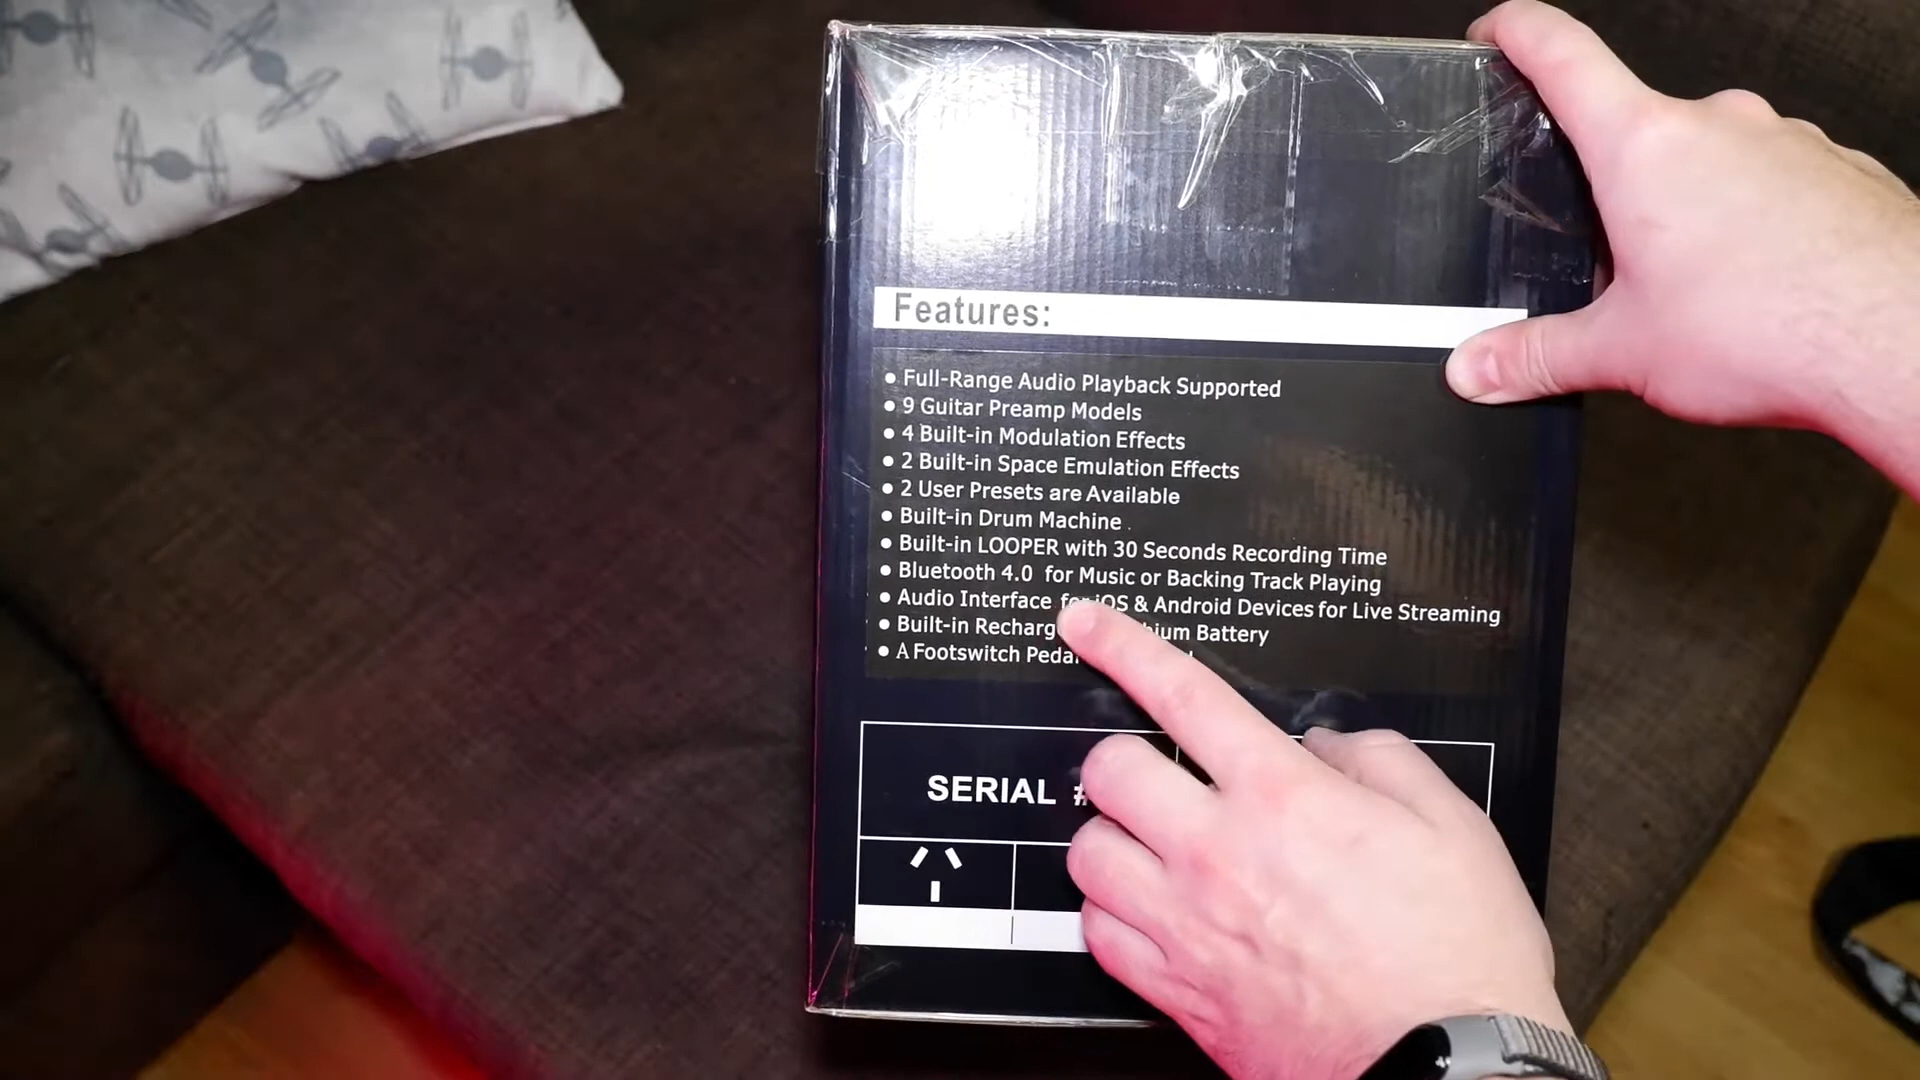 Features:
● Full-Range Audio Playback Supported
● 9 Guitar Preamp Models
● 4 Built-in Modulation Effects
● 2 Built-in Space Emulation Effects
● 2 User Presets are Available
● Built-in Drum Machine
● Built-in LOOPER with 30 Seconds Recording Time
● Bluetooth 4.0 for Music or Backing Track Playing
● Audio Interface for iOS & Android Devices for Live Streaming
● Built-in Battery
● A Footswitch Pedal
SERIAL #